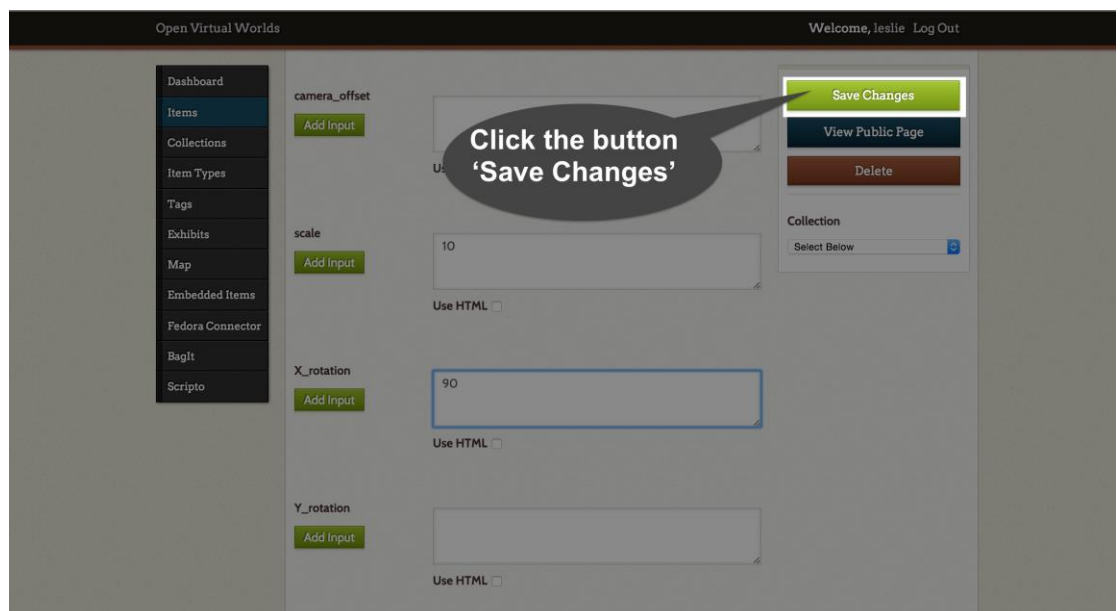 Open Virtual Worlds
Welcome, leslie Log Out
Dashboard
Items
Collections
Item Types
Tags
Exhibits
Map
Embedded Items
Fedora Connector
BagIt
Scripto
camera_offset
Add Input
scale
Add Input
10
Use HTML
X_rotation
Add Input
90
Use HTML
Y_rotation
Add Input
Use HTML
Click the button
‘Save Changes’
Save Changes
View Public Page
Delete
Collection
Select Below